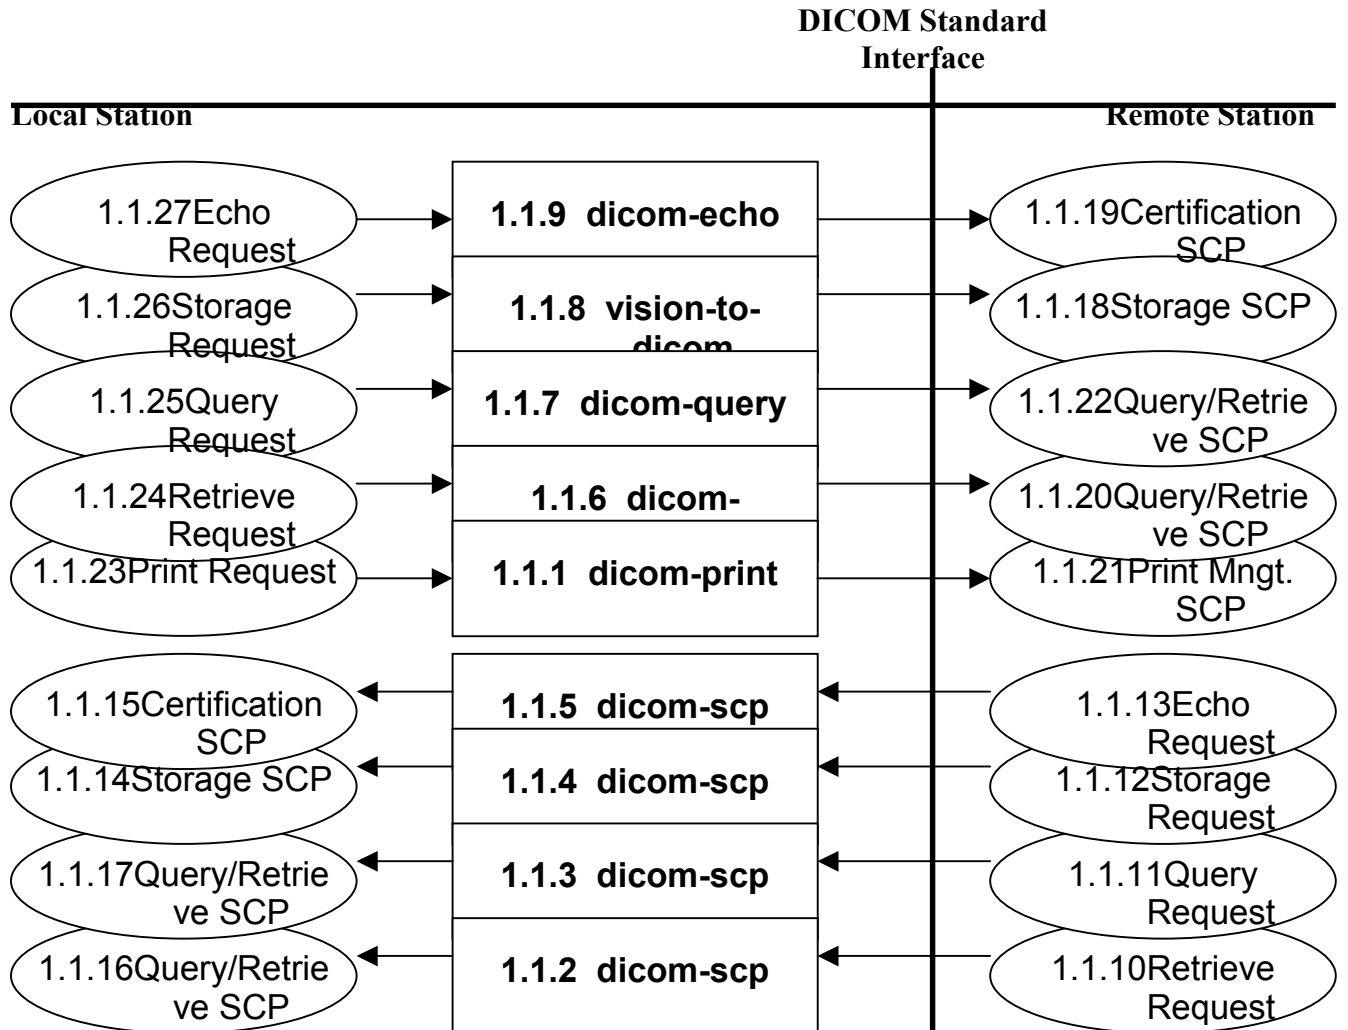 DICOM Standard
Interface
Local Station
Remote Station
1.1.27Echo
Request
1.1.9 dicom-echo
1.1.19Certification
SCP
1.1.26Storage
Request
1.1.8 vision-to-
dicom
1.1.18Storage SCP
1.1.25Query
Request
1.1.7 dicom-query
1.1.22Query/Retrie
ve SCP
1.1.24Retrieve
Request
1.1.6 dicom-
1.1.20Query/Retrie
ve SCP
1.1.23Print Request
1.1.1 dicom-print
1.1.21Print Mngt.
SCP
1.1.15Certification
SCP
1.1.5 dicom-scp
1.1.13Echo
Request
1.1.14Storage SCP
1.1.4 dicom-scp
1.1.12Storage
Request
1.1.17Query/Retrie
ve SCP
1.1.3 dicom-scp
1.1.11Query
Request
1.1.16Query/Retrie
ve SCP
1.1.2 dicom-scp
1.1.10Retrieve
Request